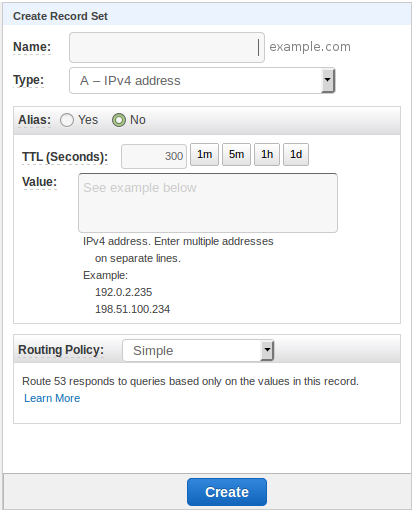 Create Record Set
Name: example.com
Type: A – IPv4 address
Alias: Yes No
TTL (Seconds): 300 1m 5m 1h 1d
Value: See example below
IPv4 address. Enter multiple addresses
on separate lines.
Example:
192.0.2.235
198.51.100.234
Routing Policy: Simple
Route 53 responds to queries based only on the values in this record.
Learn More
Create